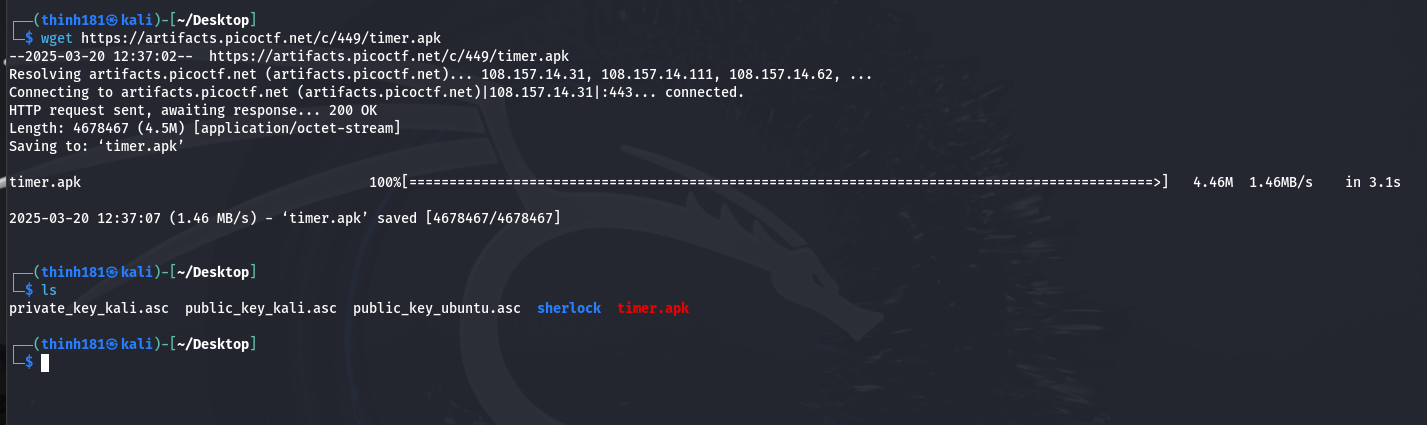 ┌──(thinh181㉿kali)-[~/Desktop]
└─$ wget https://artifacts.picoctf.net/c/449/timer.apk
--2025-03-20 12:37:02--  https://artifacts.picoctf.net/c/449/timer.apk
Resolving artifacts.picoctf.net (artifacts.picoctf.net)... 108.157.14.31, 108.157.14.111, 108.157.14.62, ...
Connecting to artifacts.picoctf.net (artifacts.picoctf.net)|108.157.14.31|:443... connected.
HTTP request sent, awaiting response... 200 OK
Length: 4678467 (4.5M) [application/octet-stream]
Saving to: ‘timer.apk’
timer.apk 100%[=============================================================================================>] 4.46M 1.46MB/s in 3.1s
2025-03-20 12:37:07 (1.46 MB/s) - ‘timer.apk’ saved [4678467/4678467]
┌──(thinh181㉿kali)-[~/Desktop]
└─$ ls
private_key_kali.asc  public_key_kali.asc  public_key_ubuntu.asc  sherlock  timer.apk
┌──(thinh181㉿kali)-[~/Desktop]
└─$